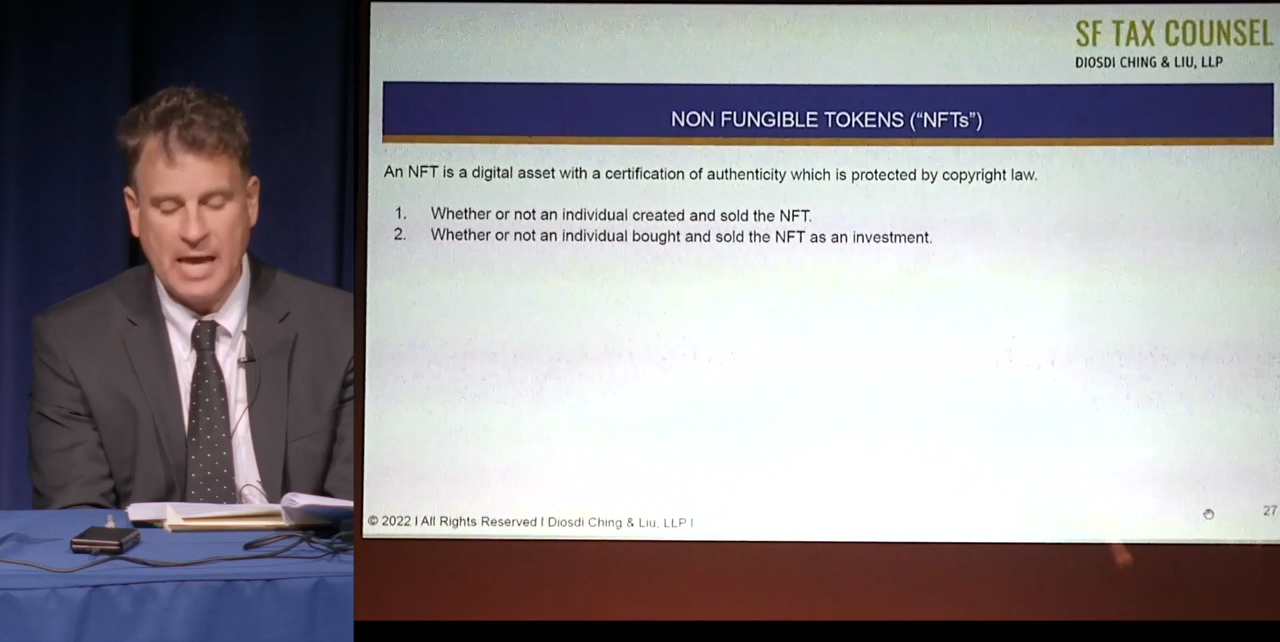 SF TAX COUNSEL
DIOSDI CHING & LIU, LLP
NON FUNGIBLE TOKENS (“NFTs”)
An NFT is a digital asset with a certification of authenticity which is protected by copyright law.
1. Whether or not an individual created and sold the NFT.
2. Whether or not an individual bought and sold the NFT as an investment.
© 2022 I All Rights Reserved I Diosdi Ching & Liu, LLP I
27